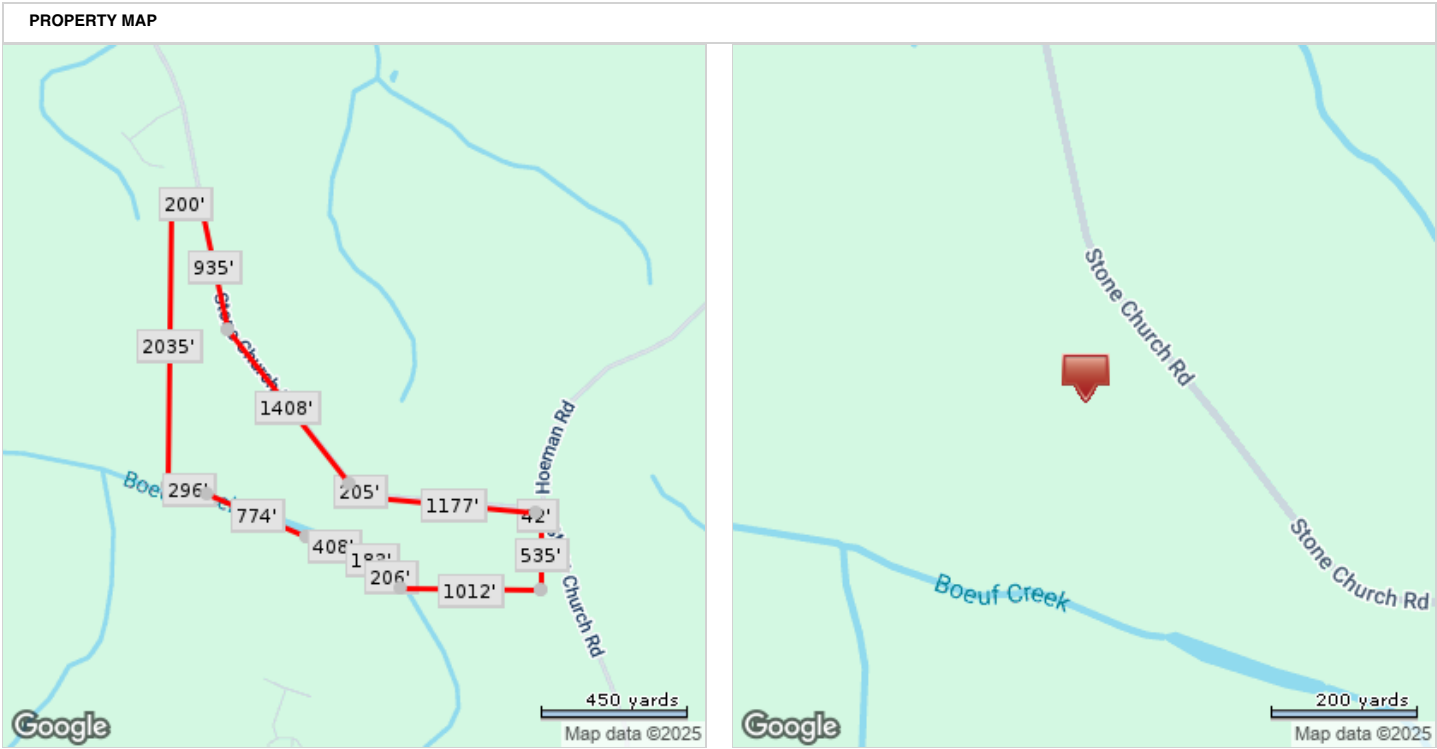 PROPERTY MAP
200'
935'
2035'
1408'
296'
205'
1177'
42'
774'
408'
535'
206'
1012'
Hoeman Rd
Church Rd
450 yards
Google
Map data ©2025
Stone Church Rd
Stone Church Rd
Boeuf Creek
200 yards
Google
Map data ©2025